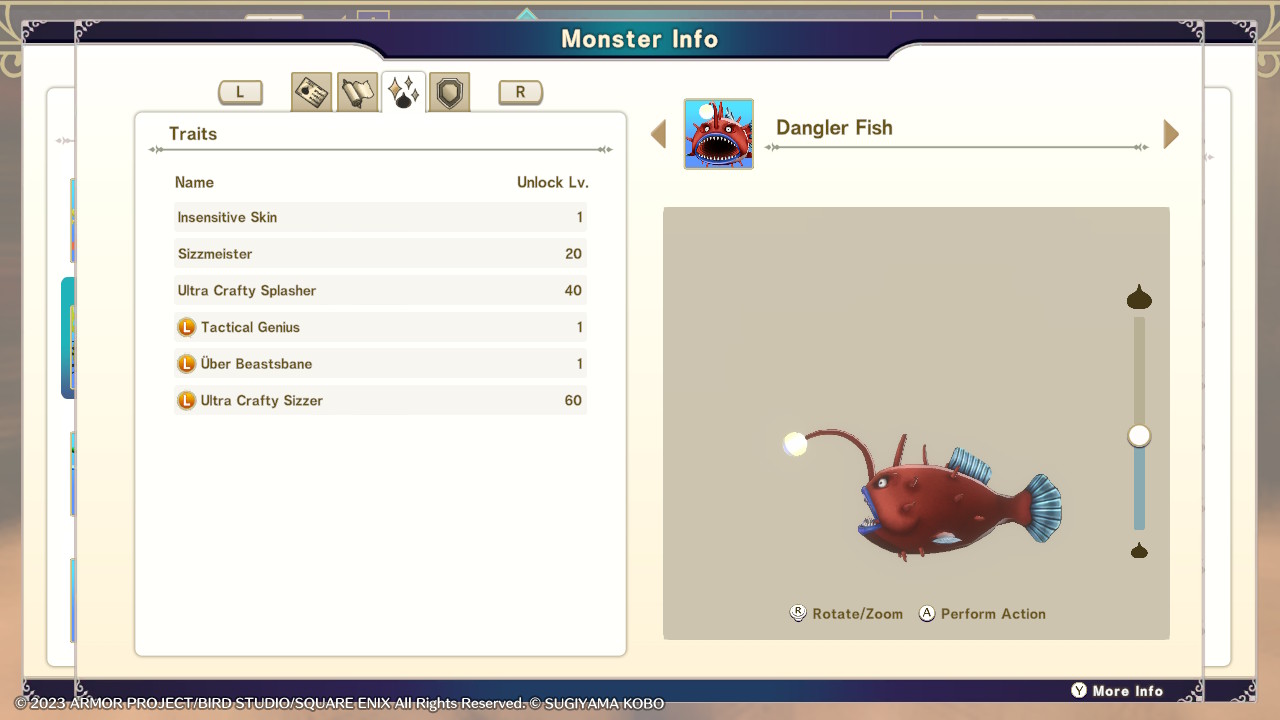 Monster Info
L
R
Traits
Name Unlock Lv.
Insensitive Skin 1
Sizzmeister 20
Ultra Crafty Splasher 40
L Tactical Genius 1
L Über Beastsbane 1
L Ultra Crafty Sizzer 60
Dangler Fish
R Rotate/Zoom A Perform Action
Y More Info
© 2023 ARMOR PROJECT/BIRD STUDIO/SQUARE ENIX All Rights Reserved. © SUGIYAMA KOBO